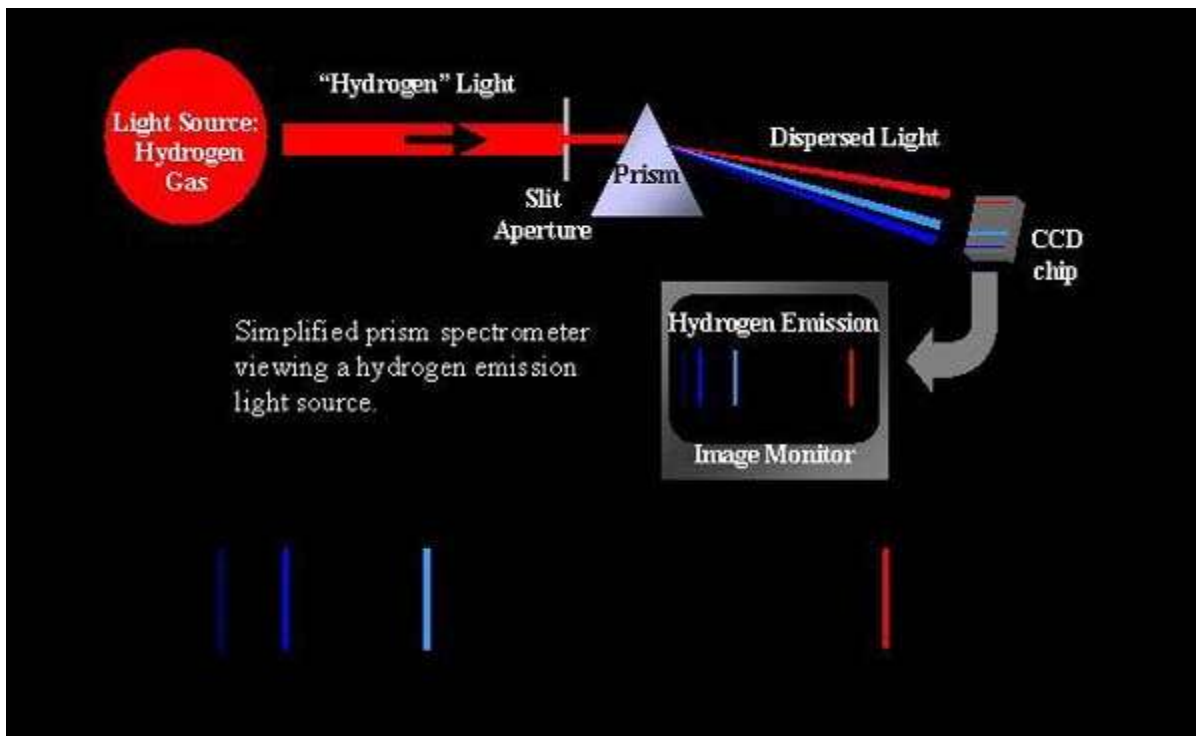 “Hydrogen” Light
Light Source:
Hydrogen
Gas
Dispersed Light
Prism
Slit
Aperture
CCD
chip
Hydrogen Emission
Simplified prism spectrometer
viewing a hydrogen emission
light source.
Image Monitor